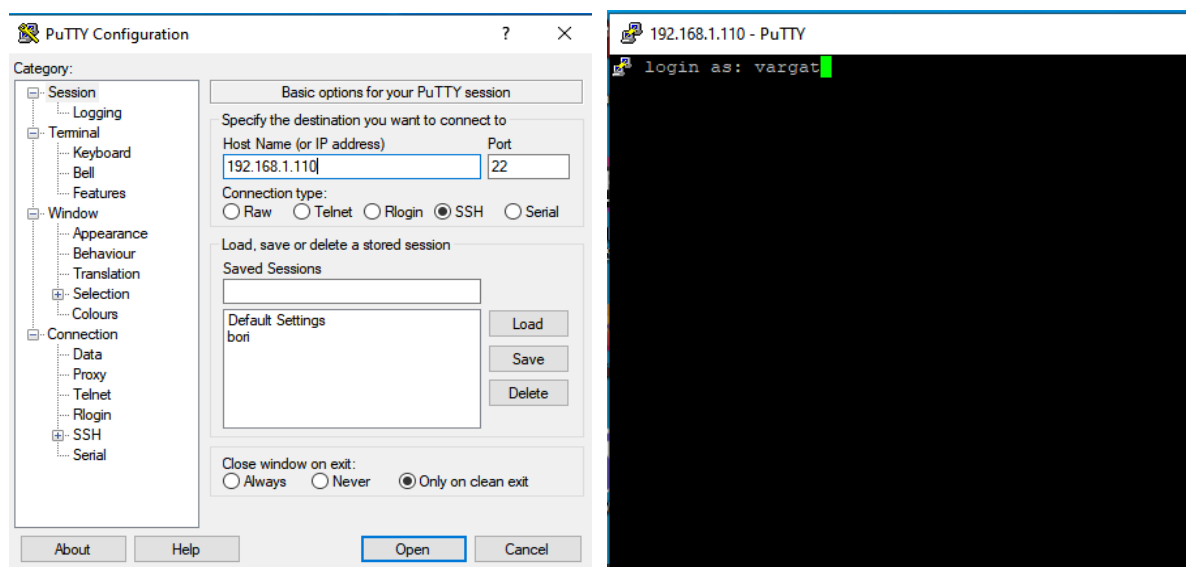 PuTTY Configuration
? ×
Category:
Session
Logging
Terminal
Keyboard
Bell
Features
Window
Appearance
Behaviour
Translation
Selection
Colours
Connection
Data
Proxy
Telnet
Rlogin
SSH
Serial
Basic options for your PuTTY session
Specify the destination you want to connect to
Host Name (or IP address) Port
192.168.1.110 22
Connection type:
Raw Telnet Rlogin SSH Serial
Load, save or delete a stored session
Saved Sessions
Default Settings
bori
Load
Save
Delete
Close window on exit:
Always Never Only on clean exit
About Help Open Cancel
192.168.1.110 - PuTTY
login as: vargat